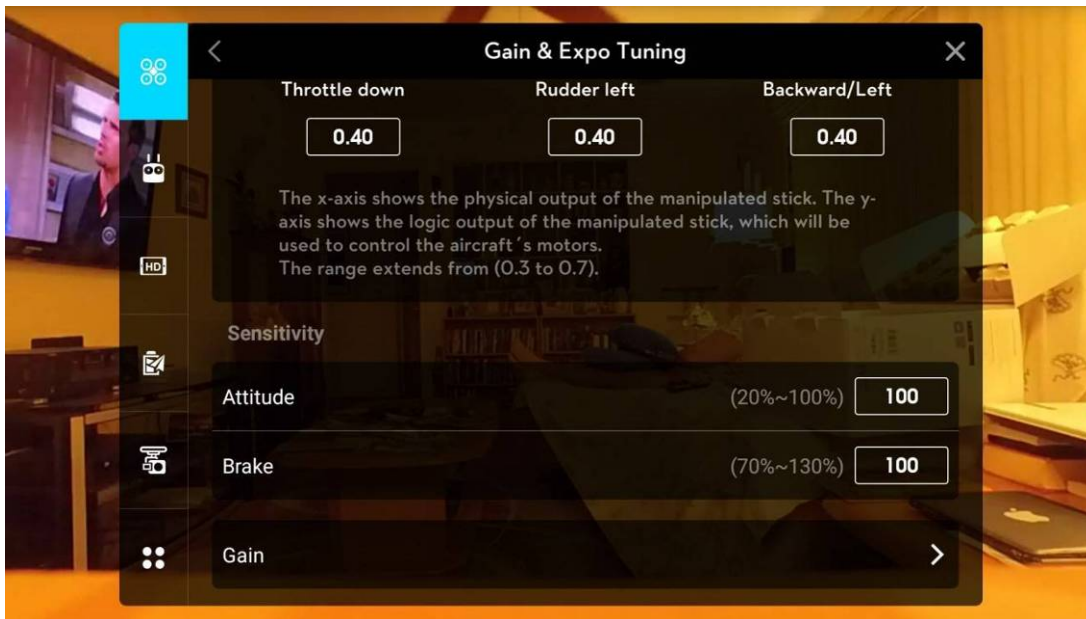 Gain & Expo Tuning
Throttle down Rudder left Backward/Left
0.40 0.40 0.40
The x-axis shows the physical output of the manipulated stick. The y-
axis shows the logic output of the manipulated stick, which will be
used to control the aircraft´s motors.
The range extends from (0.3 to 0.7).
HD
Sensitivity
Attitude (20%~100%) 100
Brake (70%~130%) 100
Gain